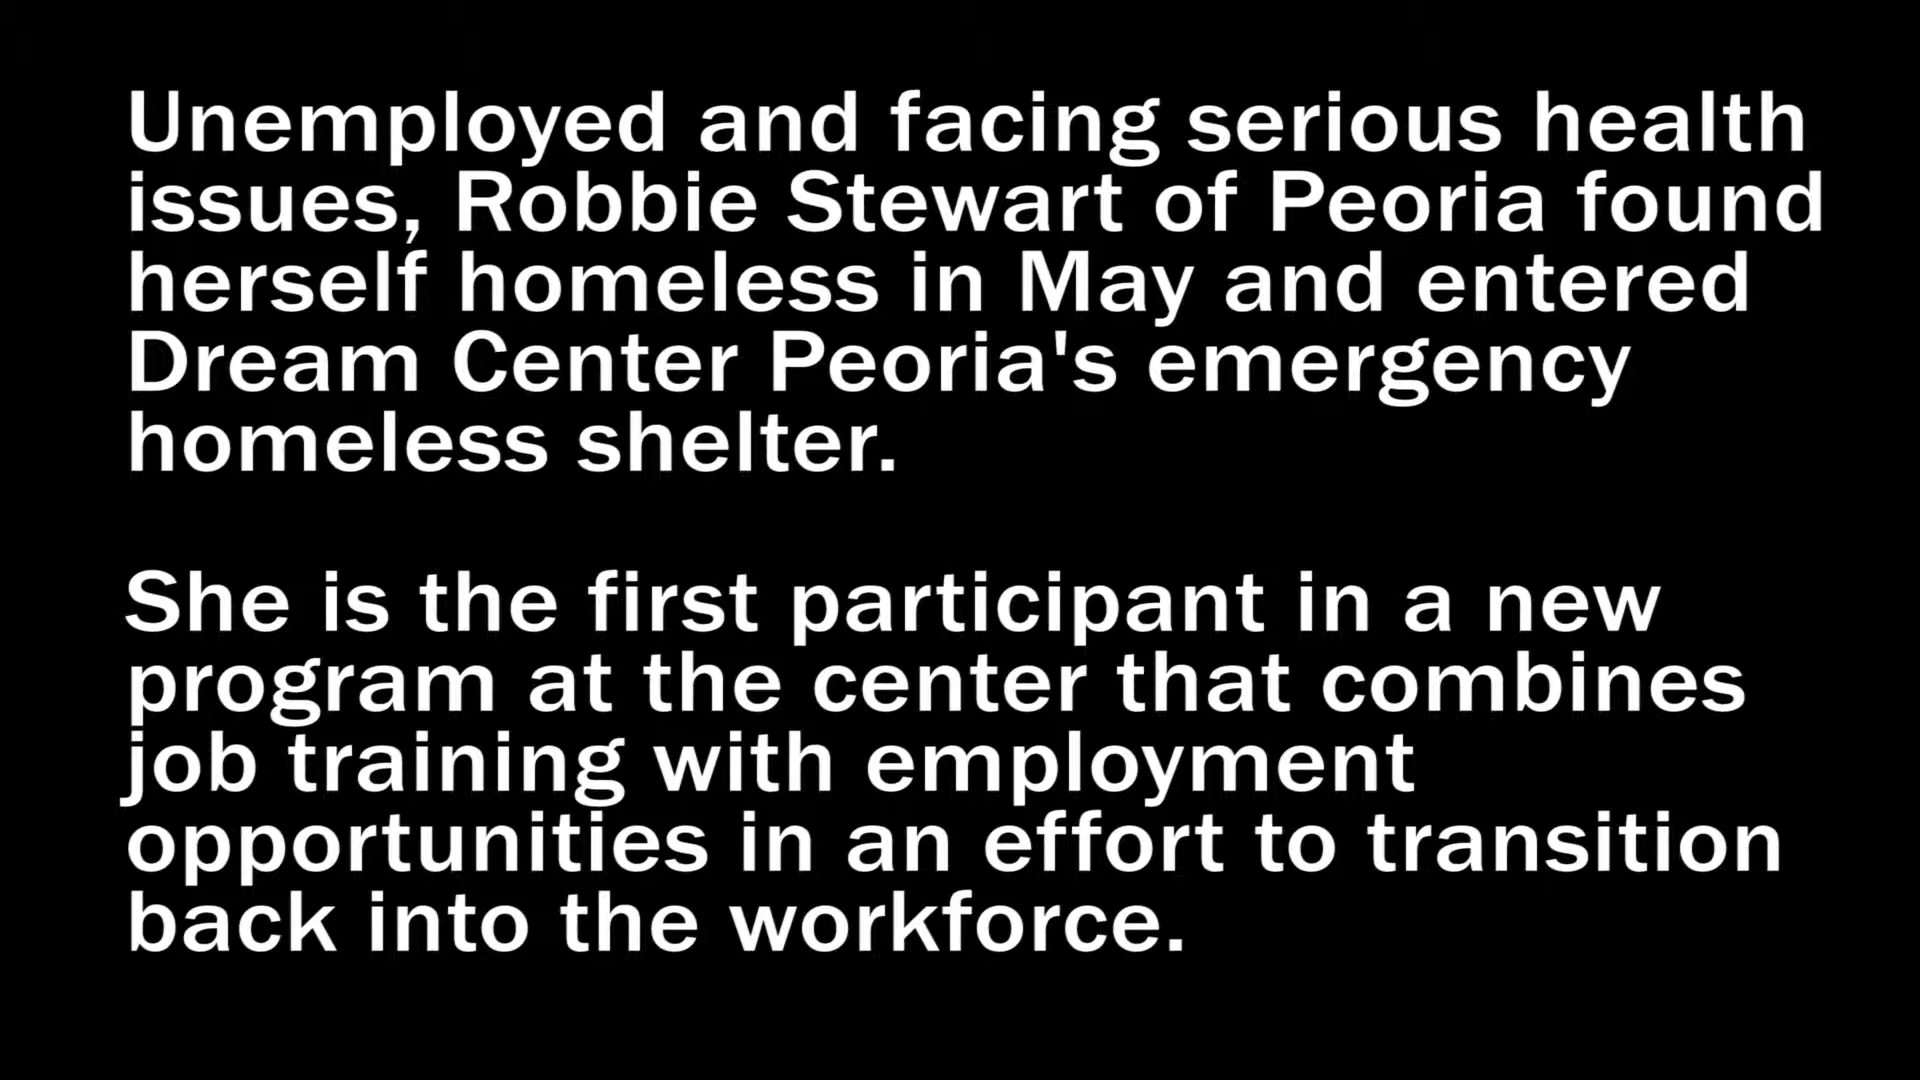 Unemployed and facing serious health
issues, Robbie Stewart of Peoria found
herself homeless in May and entered
Dream Center Peoria's emergency
homeless shelter.
She is the first participant in a new
program at the center that combines
job training with employment
opportunities in an effort to transition
back into the workforce.